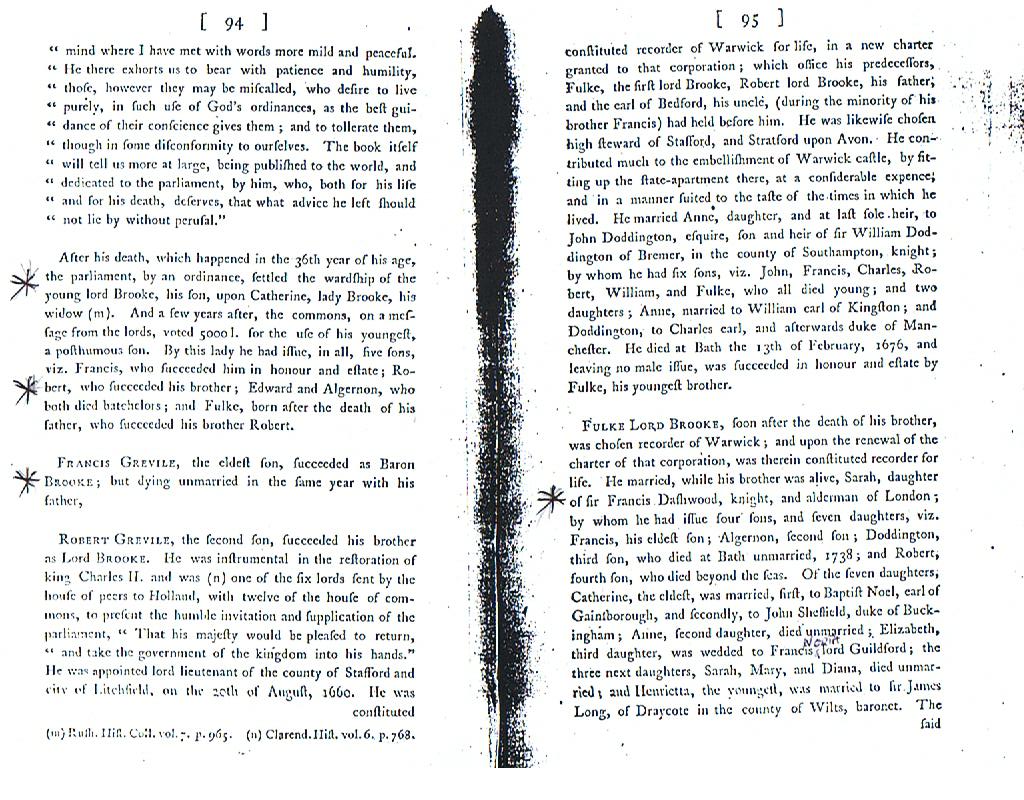 [ 94 ]
“ mind where I have met with words more mild and peaceful.
“ He there exhorts us to bear with patience and humility,
“ thoſe, however they may be miſcalled, who deſire to live
“ purely, in ſuch uſe of God's ordinances, as the beſt gui-
“ dance of their conſcience gives them ; and to tollerate them,
“ though in ſome diſconformity to ourſelves. The book itſelf
“ will tell us more at large, being publiſhed to the world, and
“ dedicated to the parliament, by him, who, both for his life
“ and for his death, deſerves, that what advice he left ſhould
“ not lie by without peruſal.”
After his death, which happened in the 36th year of his age,
the parliament, by an ordinance, ſettled the wardſhip of the
young lord Brooke, his ſon, upon Catherine, lady Brooke, his
widow (m). And a few years after, the commons, on a meſ-
ſage from the lords, voted 5000 l. for the uſe of his youngeſt,
a poſthumous ſon. By this lady he had iſſue, in all, five ſons,
viz. Francis, who ſucceeded him in honour and eſtate ; Ro-
bert, who ſucceeded his brother ; Edward and Algernon, who
both died batchelors ; and Fulke, born after the death of his
father, who ſucceeded his brother Robert.
FRANCIS GREVILE, the eldeſt ſon, ſucceeded as Baron
BROOKE ; but dying unmarried in the ſame year with his
father,
ROBERT GREVILE, the ſecond ſon, ſucceeded his brother
as Lord BROOKE. He was inſtrumental in the reſtoration of
king Charles II. and was (n) one of the ſix lords ſent by the
houſe of peers to Holland, with twelve of the houſe of com-
mons, to preſent the humble invitation and ſupplication of the
parliament, “ That his majeſty would be pleaſed to return,
“ and take the government of the kingdom into his hands.”
He was appointed lord lieutenant of the county of Stafford and
city of Litchfield, on the 20th of Auguſt, 1660. He was
conſtituted
(m) Ruſh. Hiſt. Coll. vol. 7. p. 965. (n) Clarend. Hiſt. vol. 6. p. 768.
[ 95 ]
conſtituted recorder of Warwick for life, in a new charter
granted to that corporation ; which office his predeceſſors,
Fulke, the firſt lord Brooke, Robert lord Brooke, his father,
and the earl of Bedford, his uncle, (during the minority of his
brother Francis) had held before him. He was likewiſe choſen
high ſteward of Stafford, and Stratford upon Avon. He con-
tributed much to the embelliſhment of Warwick caſtle, by fit-
ting up the ſtate-apartment there, at a conſiderable expence,
and in a manner ſuited to the taſte of the times in which he
lived. He married Anne, daughter, and at laſt ſole heir, to
John Doddington, eſquire, ſon and heir of ſir William Dod-
dington of Bremer, in the county of Southampton, knight ;
by whom he had ſix ſons, viz. John, Francis, Charles, Ro-
bert, William, and Fulke, who all died young ; and two
daughters ; Anne, married to William earl of Kingſton ; and
Doddington, to Charles earl, and afterwards duke of Man-
cheſter. He died at Bath the 13th of February, 1676, and
leaving no male iſſue, was ſucceeded in honour and eſtate by
Fulke, his youngeſt brother.
FULKE LORD BROOKE, ſoon after the death of his brother,
was choſen recorder of Warwick ; and upon the renewal of the
charter of that corporation, was therein conſtituted recorder for
life. He married, while his brother was alive, Sarah, daughter
of ſir Francis Daſhwood, knight, and alderman of London ;
by whom he had iſſue four ſons, and ſeven daughters, viz.
Francis, his eldeſt ſon ; Algernon, ſecond ſon ; Doddington,
third ſon, who died at Bath unmarried, 1738 ; and Robert,
fourth ſon, who died beyond the ſeas. Of the ſeven daughters,
Catherine, the eldeſt, was married, firſt, to Baptiſt Noel, earl of
Gainſborough, and ſecondly, to John Sheffield, duke of Buck-
ingham ; Anne, ſecond daughter, died unmarried ; Elizabeth,
third daughter, was wedded to Francis lord Guildford ; the
three next daughters, Sarah, Mary, and Diana, died unmar-
ried ; and Henrietta, the youngeſt, was married to ſir James
Long, of Draycote in the county of Wilts, baronet. The
ſaid